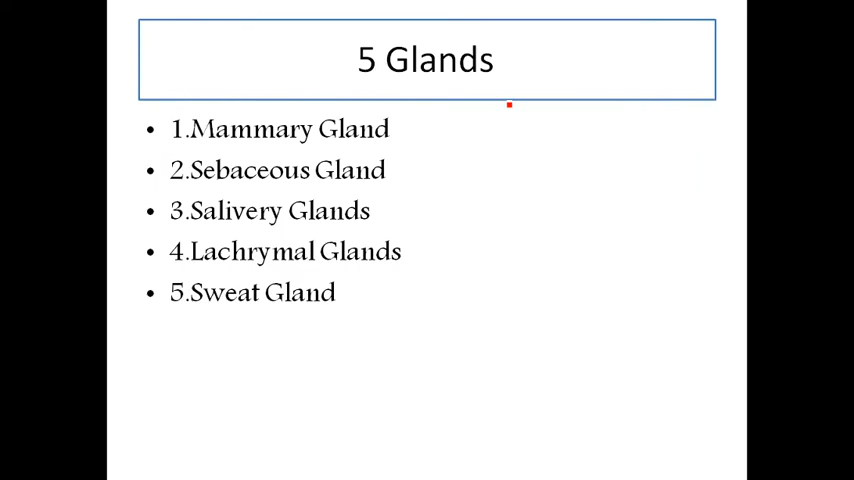 5 Glands
• 1.Mammary Gland
• 2.Sebaceous Gland
• 3.Salivery Glands
• 4.Lachrymal Glands
• 5.Sweat Gland